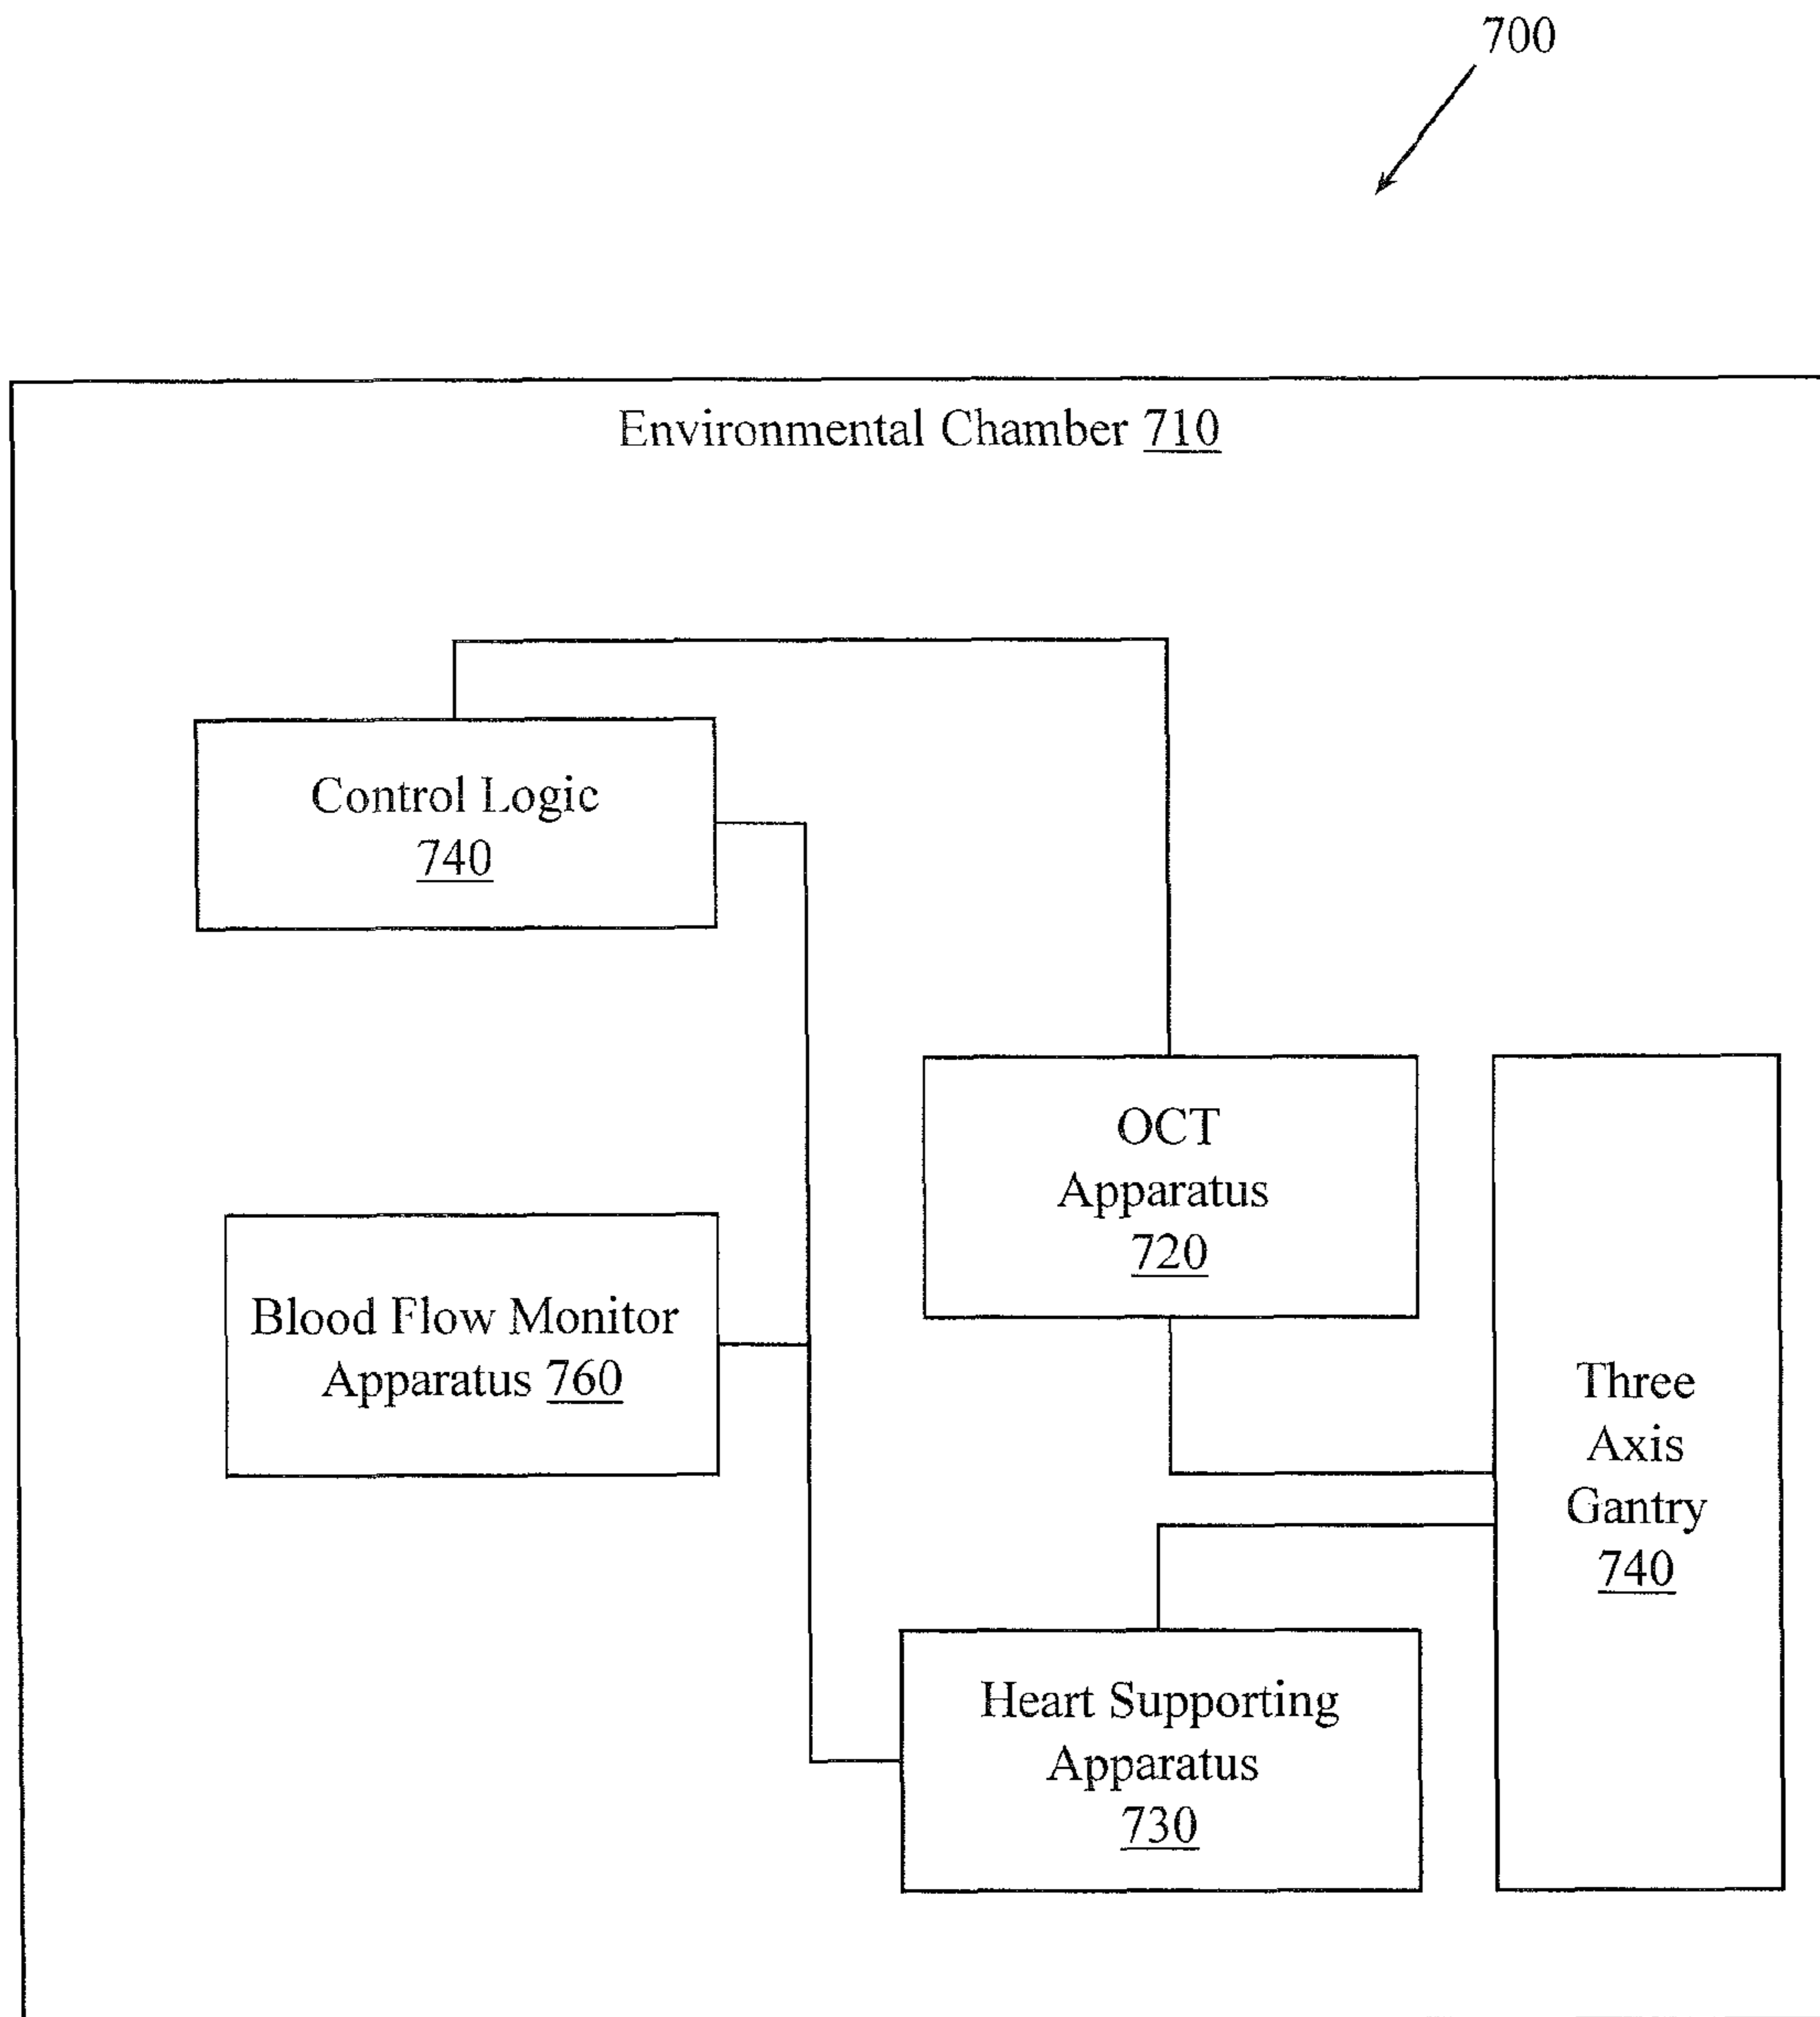 700
Environmental Chamber 710
Control Logic
740
OCT
Apparatus
720
Blood Flow Monitor
Apparatus 760
Three
Axis
Gantry
740
Heart Supporting
Apparatus
730